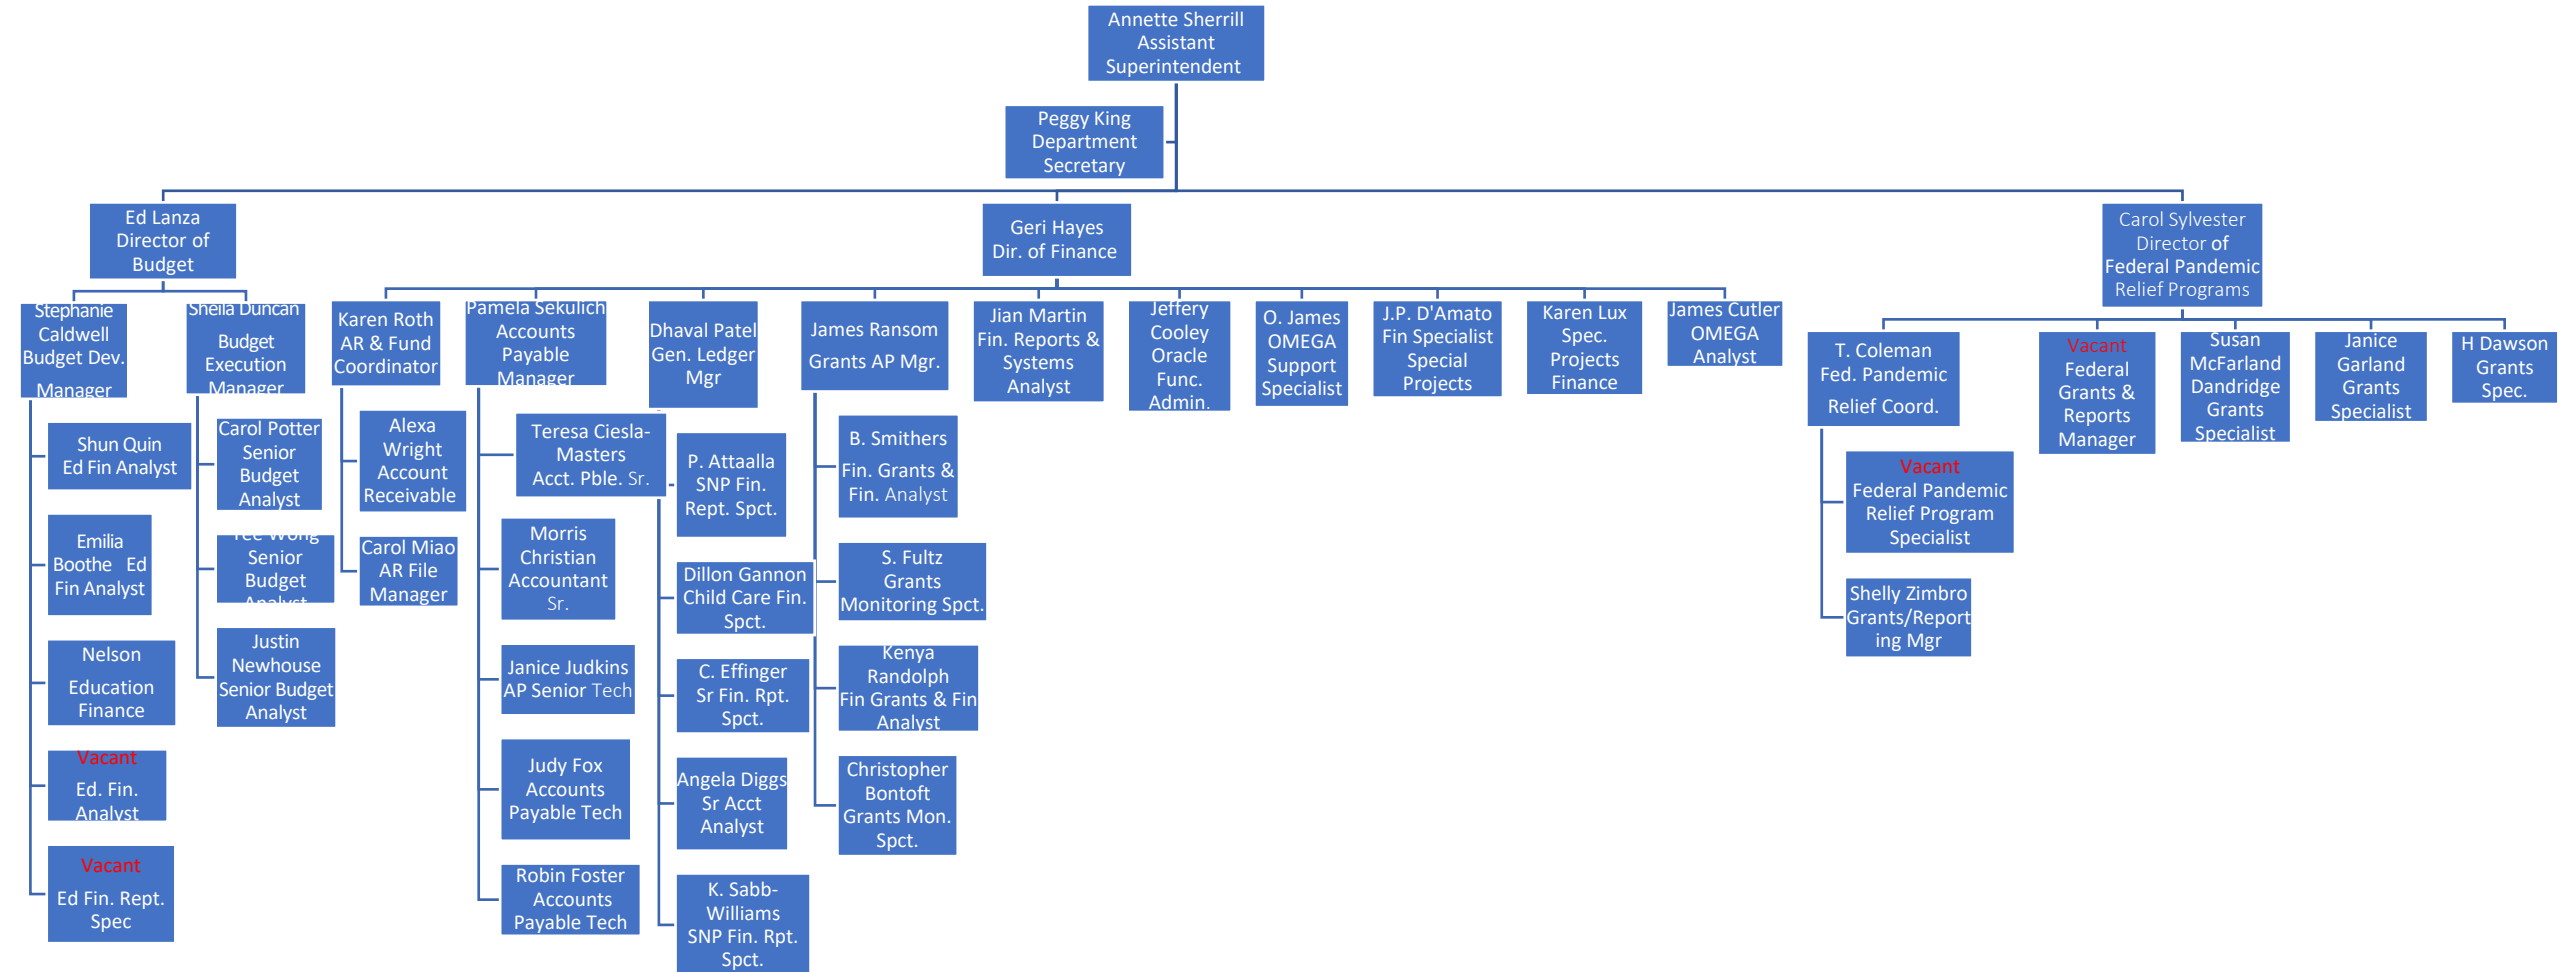 Annette Sherrill
Assistant
Superintendent
Peggy King
Department
Secretary
Ed Lanza
Director of
Budget
Geri Hayes
Dir. of Finance
Carol Sylvester
Director of
Federal Pandemic
Relief Programs
Stephanie
Caldwell
Budget Dev.
Manager
Sheila Duncan
Budget
Execution
Manager
Karen Roth
AR & Fund
Coordinator
Pamela Sekulich
Accounts
Payable
Manager
Dhaval Patel
Gen. Ledger
Mgr
James Ransom
Grants AP Mgr.
Jian Martin
Fin. Reports &
Systems
Analyst
Jeffery
Cooley
Oracle
Func.
Admin.
O. James
OMEGA
Support
Specialist
J.P. D'Amato
Fin Specialist
Special
Projects
Karen Lux
Spec.
Projects
Finance
James Cutler
OMEGA
Analyst
T. Coleman
Fed. Pandemic
Relief Coord.
Vacant
Federal
Grants &
Reports
Manager
Susan
McFarland
Dandridge
Grants
Specialist
Janice
Garland
Grants
Specialist
H Dawson
Grants
Spec.
Shun Quin
Ed Fin Analyst
Emilia
Boothe Ed
Fin Analyst
Nelson
Education
Finance
Vacant
Ed. Fin.
Analyst
Vacant
Ed Fin. Rept.
Spec
Carol Potter
Senior
Budget
Analyst
Yee Wong
Senior
Budget
Analyst
Justin
Newhouse
Senior Budget
Analyst
Alexa
Wright
Account
Receivable
Carol Miao
AR File
Manager
Teresa Ciesla-
Masters
Acct. Pble. Sr.
Morris
Christian
Accountant
Sr.
Janice Judkins
AP Senior Tech
Judy Fox
Accounts
Payable Tech
Robin Foster
Accounts
Payable Tech
P. Attaalla
SNP Fin.
Rept. Spct.
Dillon Gannon
Child Care Fin.
Spct.
C. Effinger
Sr Fin. Rpt.
Spct.
Angela Diggs
Sr Acct
Analyst
K. Sabb-
Williams
SNP Fin. Rpt.
Spct.
B. Smithers
Fin. Grants &
Fin. Analyst
S. Fultz
Grants
Monitoring Spct.
Kenya
Randolph
Fin Grants & Fin
Analyst
Christopher
Bontoft
Grants Mon.
Spct.
Vacant
Federal Pandemic
Relief Program
Specialist
Shelly Zimbro
Grants/Report
ing Mgr